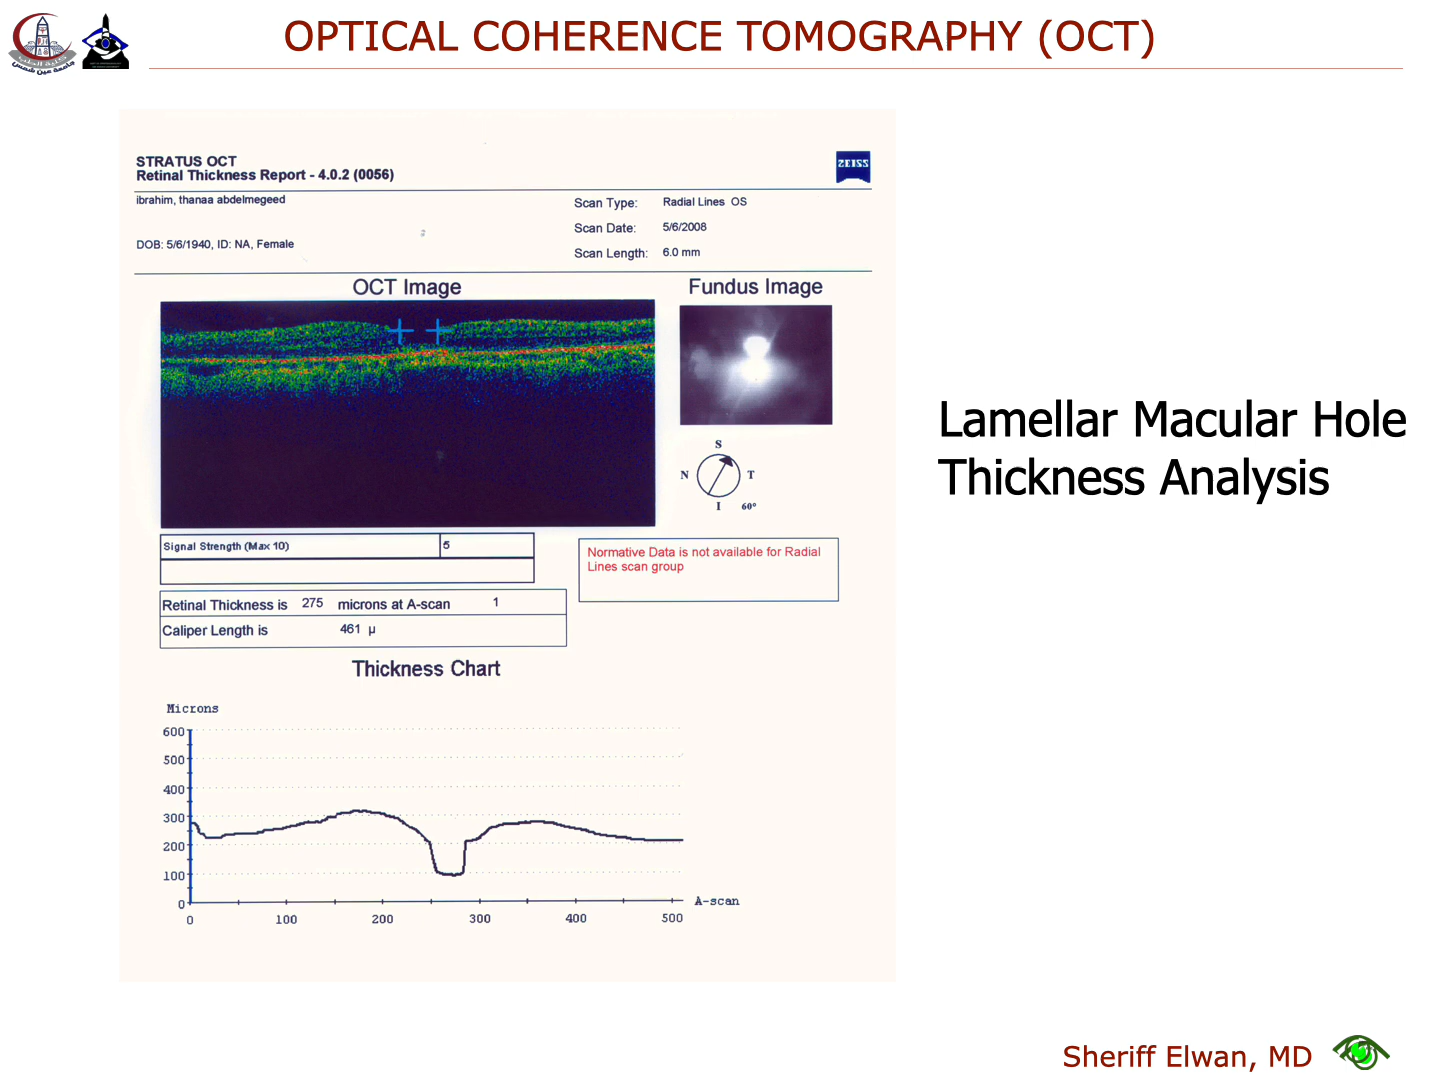 OPTICAL COHERENCE TOMOGRAPHY (OCT)
STRATUS OCT
Retinal Thickness Report - 4.0.2 (0056)
ZEISS
ibrahim, thanaa abdelmegeed
DOB: 5/6/1940, ID: NA, Female
Scan Type: Radial Lines OS
Scan Date: 5/6/2008
Scan Length: 6.0 mm
OCT Image
Fundus Image
S
N T
I 60°
Signal Strength (Max 10) 5
Normative Data is not available for Radial
Lines scan group
Retinal Thickness is 275 microns at A-scan 1
Caliper Length is 461 µ
Thickness Chart
Microns
600
500
400
300
200
100
0
0 100 200 300 400 500
A-scan
Lamellar Macular Hole
Thickness Analysis
Sheriff Elwan, MD